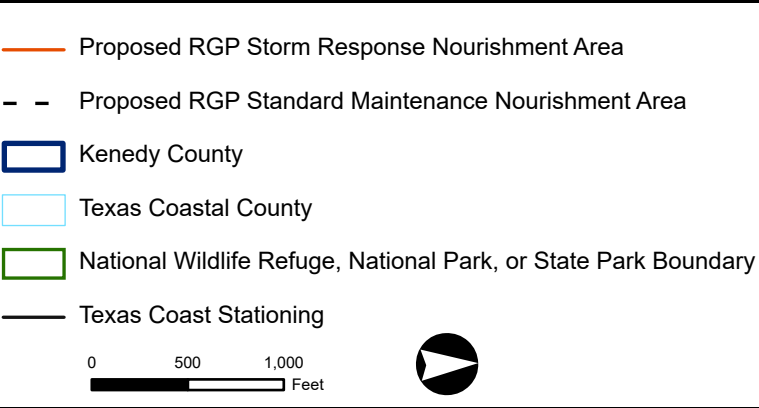 Proposed RGP Storm Response Nourishment Area
Proposed RGP Standard Maintenance Nourishment Area
Kenedy County
Texas Coastal County
National Wildlife Refuge, National Park, or State Park Boundary
Texas Coast Stationing
0 500 1,000
Feet